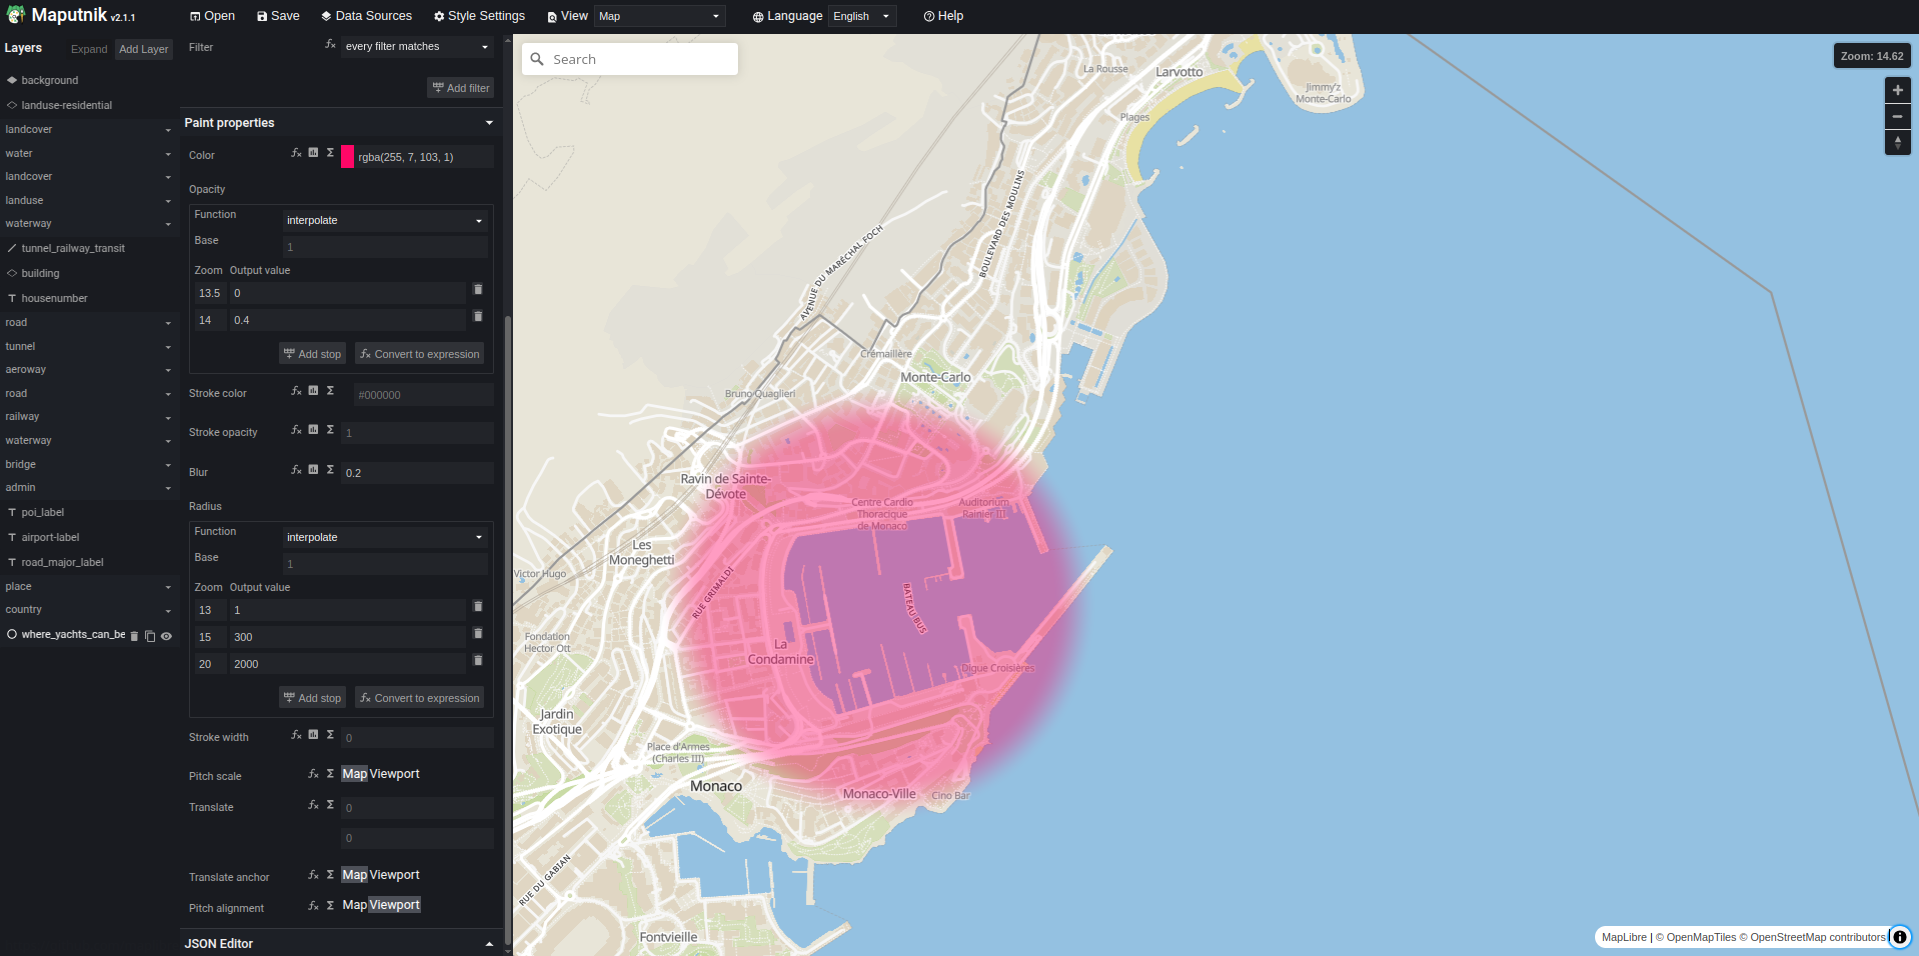 Maputnik v2.1.1
Open
Save
Data Sources
Style Settings
View
Map
Language
English
Help
Layers
Expand
Add Layer
background
landuse-residential
landcover
water
landcover
landuse
waterway
tunnel_railway_transit
building
housenumber
road
tunnel
aeroway
road
railway
waterway
bridge
admin
poi_label
airport-label
road_major_label
place
country
where_yachts_can_be
Filter
every filter matches
Add filter
Paint properties
Color
rgba(255, 7, 103, 1)
Opacity
Function
interpolate
Base
1
Zoom Output value
13.5 0
14 0.4
Add stop
Convert to expression
Stroke color
#000000
Stroke opacity
1
Blur
0.2
Radius
Function
interpolate
Base
1
Zoom Output value
13 1
15 300
20 2000
Add stop
Convert to expression
Stroke width
0
Pitch scale
Map Viewport
Translate
0
0
Translate anchor
Map Viewport
Pitch alignment
Map Viewport
JSON Editor
Search
Zoom: 14.62
La Rousse
Larvotto
Jimmy'z
Monte-Carlo
Plages
BOULEVARD DES MOULINS
AVENUE DU MARÉCHAL FOCH
Crémaillère
Monte-Carlo
Bruno Quaglieri
Ravin de Sainte-
Dévote
Centre Cardio
Thoracique
de Monaco
Auditorium
Rainier III
Les
Moneghetti
Victor Hugo
RUE GRIMALDI
BATEAU BUS
Fondation
Hector Ott
La
Condamine
Digue Croisières
Jardin
Exotique
Place d'Armes
(Charles III)
Monaco
Monaco-Ville
Cino Bar
RUE DU GABIAN
Fontvieille
MapLibre | © OpenMapTiles © OpenStreetMap contributors